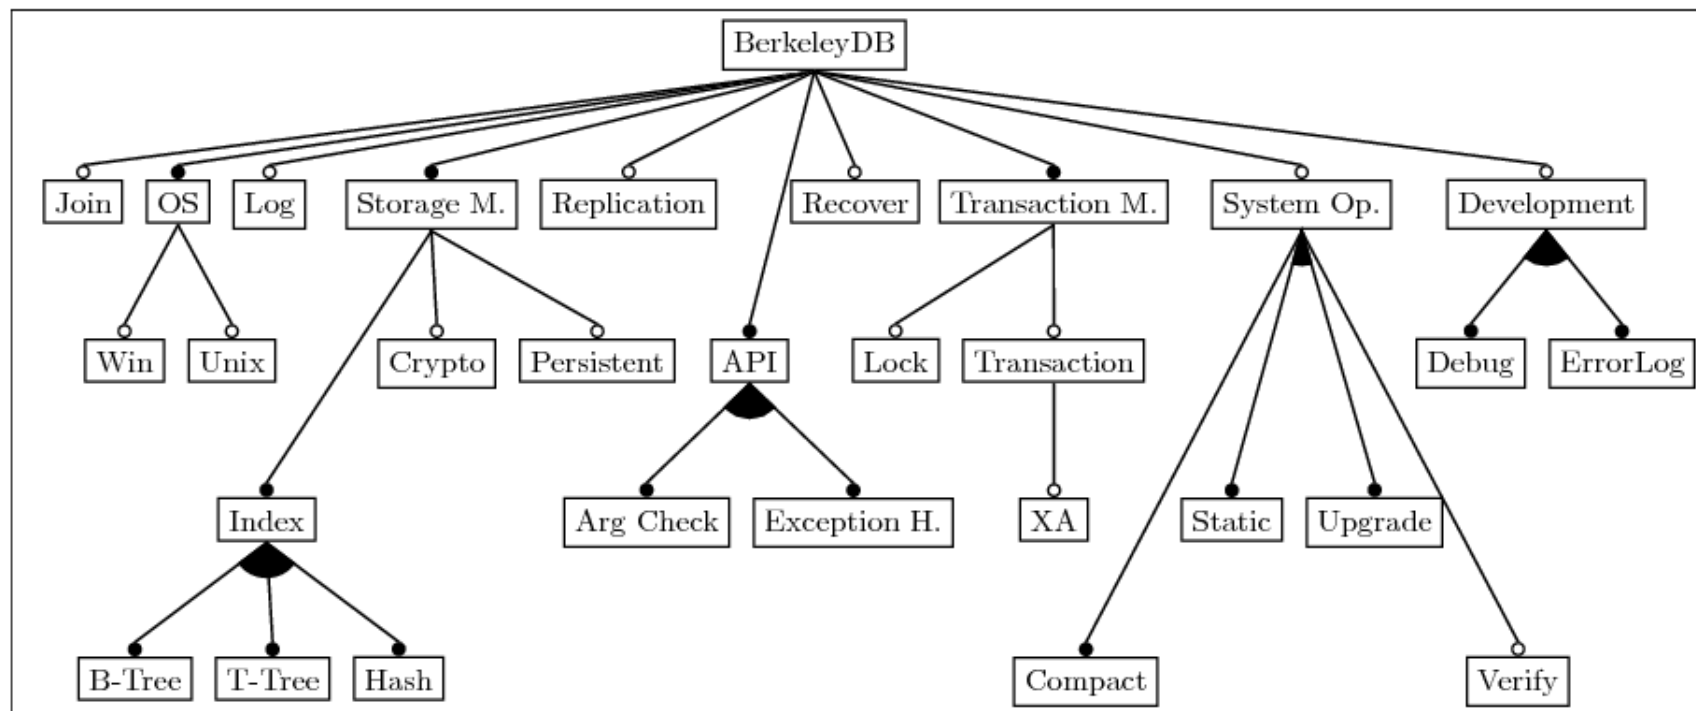 BerkeleyDB
Join
OS
Log
Storage M.
Replication
Recover
Transaction M.
System Op.
Development
Win
Unix
Crypto
Persistent
API
Lock
Transaction
Debug
ErrorLog
Index
Arg Check
Exception H.
XA
Static
Upgrade
B-Tree
T-Tree
Hash
Compact
Verify